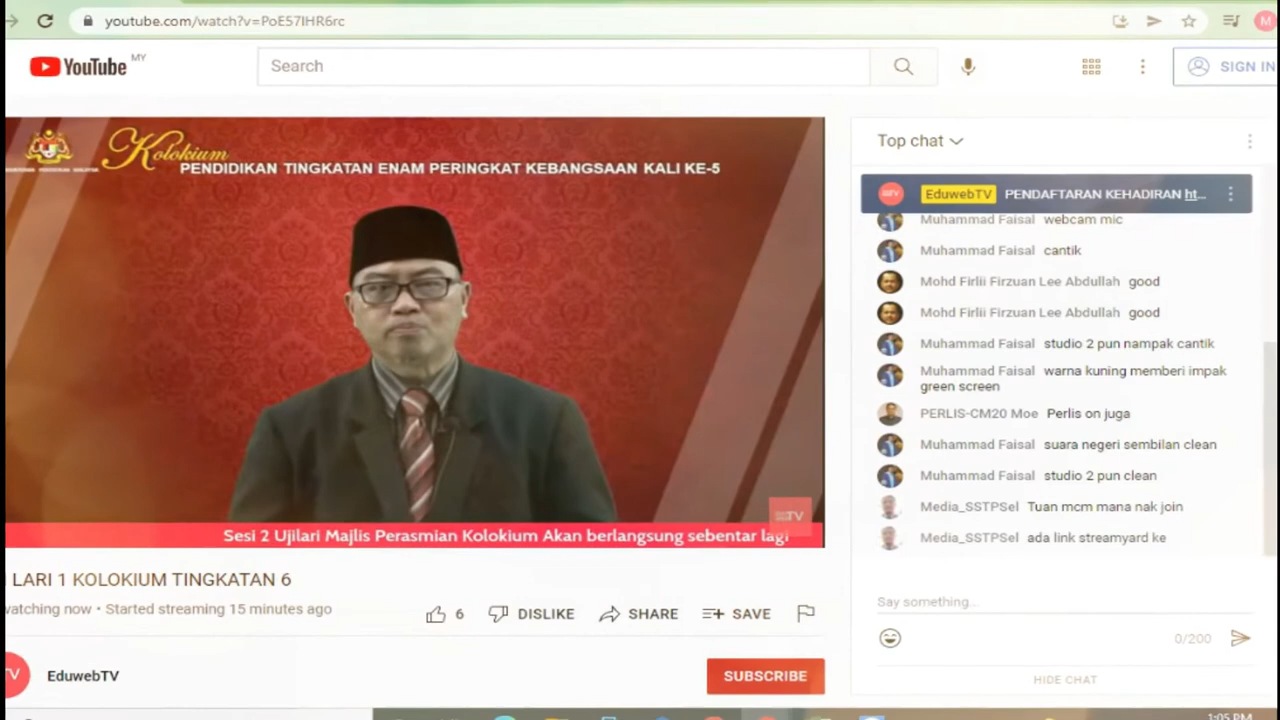 youtube.com/watch?v=PoE57IHR6rc
M
YouTube MY
Search
SIGN IN
Kolokium
PENDIDIKAN TINGKATAN ENAM PERINGKAT KEBANGSAAN KALI KE-5
TV
Sesi 2 Ujilari Majlis Perasmian Kolokium Akan berlangsung sebentar lagi
LARI 1 KOLOKIUM TINGKATAN 6
watching now • Started streaming 15 minutes ago
6 DISLIKE SHARE SAVE
TV EduwebTV
SUBSCRIBE
Top chat
EduwebTV PENDAFTARAN KEHADIRAN ht...
Muhammad Faisal webcam mic
Muhammad Faisal cantik
Mohd Firlii Firzuan Lee Abdullah good
Mohd Firlii Firzuan Lee Abdullah good
Muhammad Faisal studio 2 pun nampak cantik
Muhammad Faisal warna kuning memberi impak
green screen
PERLIS-CM20 Moe Perlis on juga
Muhammad Faisal suara negeri sembilan clean
Muhammad Faisal studio 2 pun clean
Media_SSTPSel Tuan mcm mana nak join
Media_SSTPSel ada link streamyard ke
Say something...
0/200
HIDE CHAT
1:05 PM